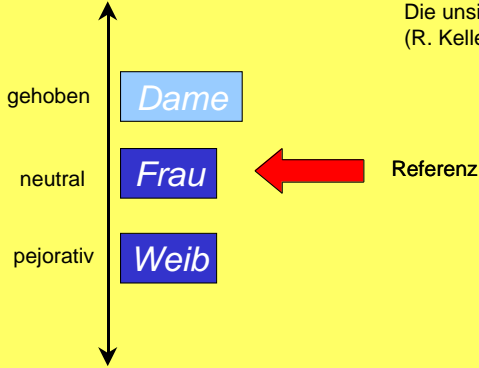 Die unsi
(R. Kelle
gehoben
Dame
neutral
Frau
Referenz
pejorativ
Weib